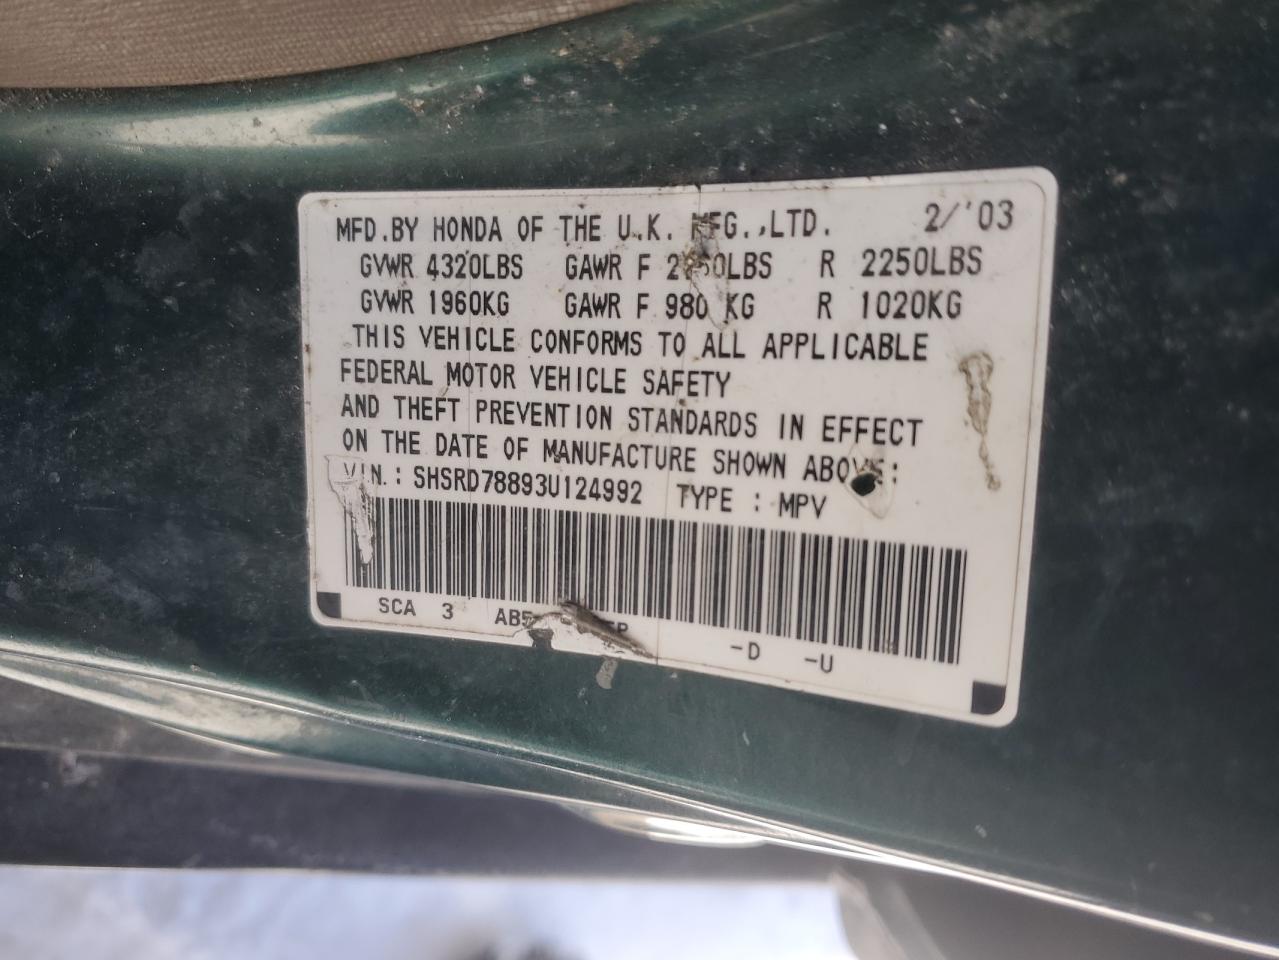 MFD.BY HONDA OF THE U.K. MFG.,LTD. 2/'03
GVWR 4320LBS GAWR F LBS R 2250LBS
GVWR 1960KG GAWR F 980 KG R 1020KG
THIS VEHICLE CONFORMS TO ALL APPLICABLE
FEDERAL MOTOR VEHICLE SAFETY
AND THEFT PREVENTION STANDARDS IN EFFECT
ON THE DATE OF MANUFACTURE SHOWN ABOVE:
VIN.: SHSRD78893U124992 TYPE : MPV
SCA 3 -D -U